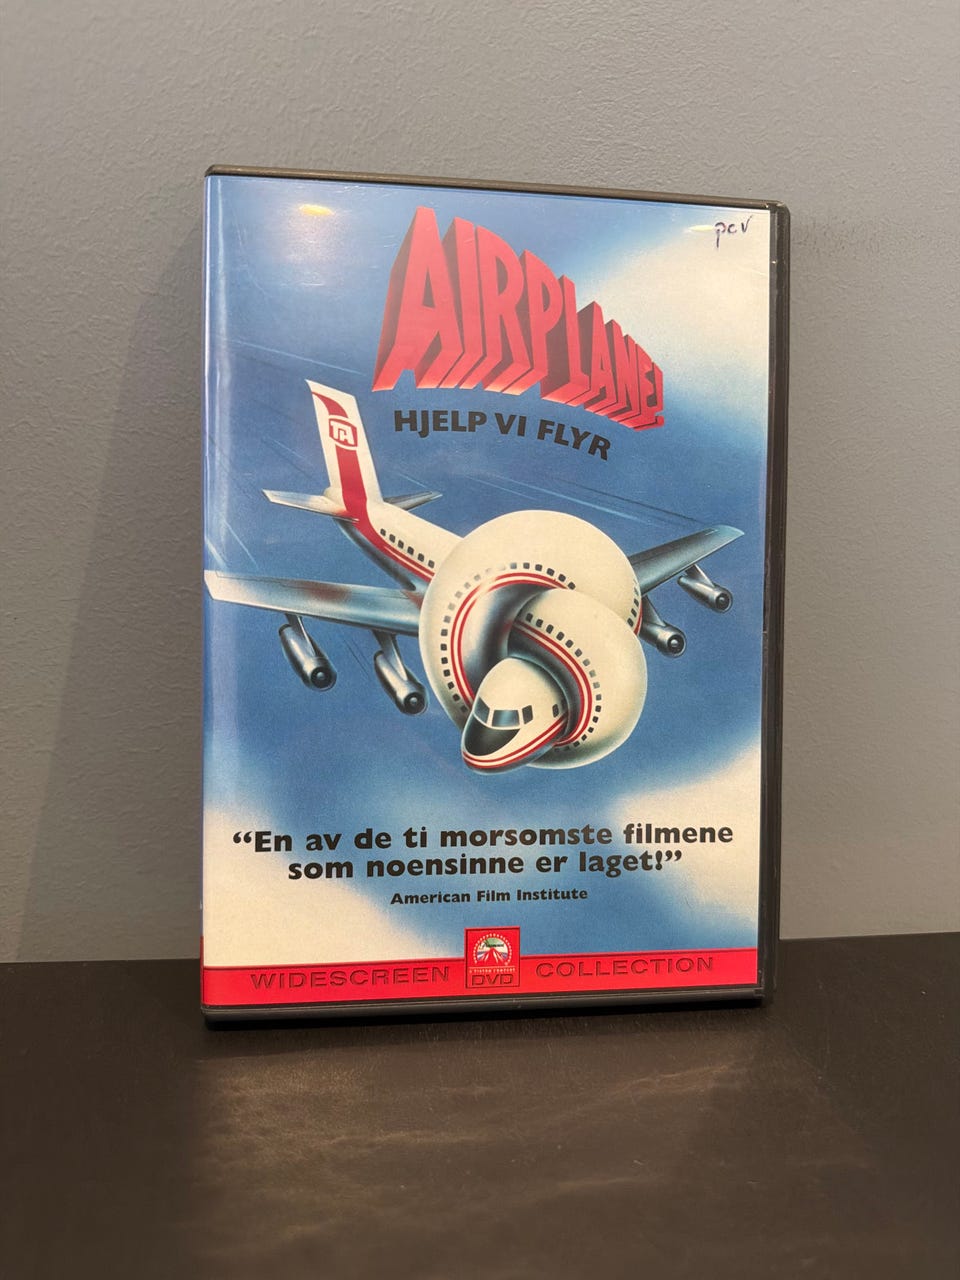 pcv
AIRPLANE!
HJELP VI FLYR
TA
“En av de ti morsomste filmene
som noensinne er laget!”
American Film Institute
WIDESCREEN DVD COLLECTION